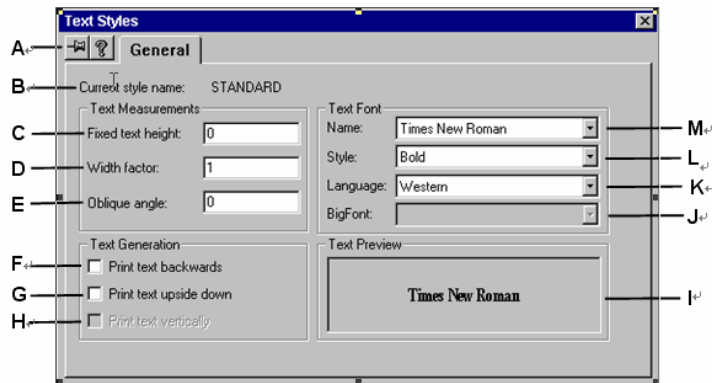 Text Styles
A
General
B Current style name: STANDARD
Text Measurements
Text Font
C Fixed text height: 0
Name: Times New Roman M
D Width factor: 1
Style: Bold L
E Oblique angle: 0
Language: Western K
BigFont: J
Text Generation
Text Preview
F Print text backwards
G Print text upside down
Times New Roman I
H Print text vertically